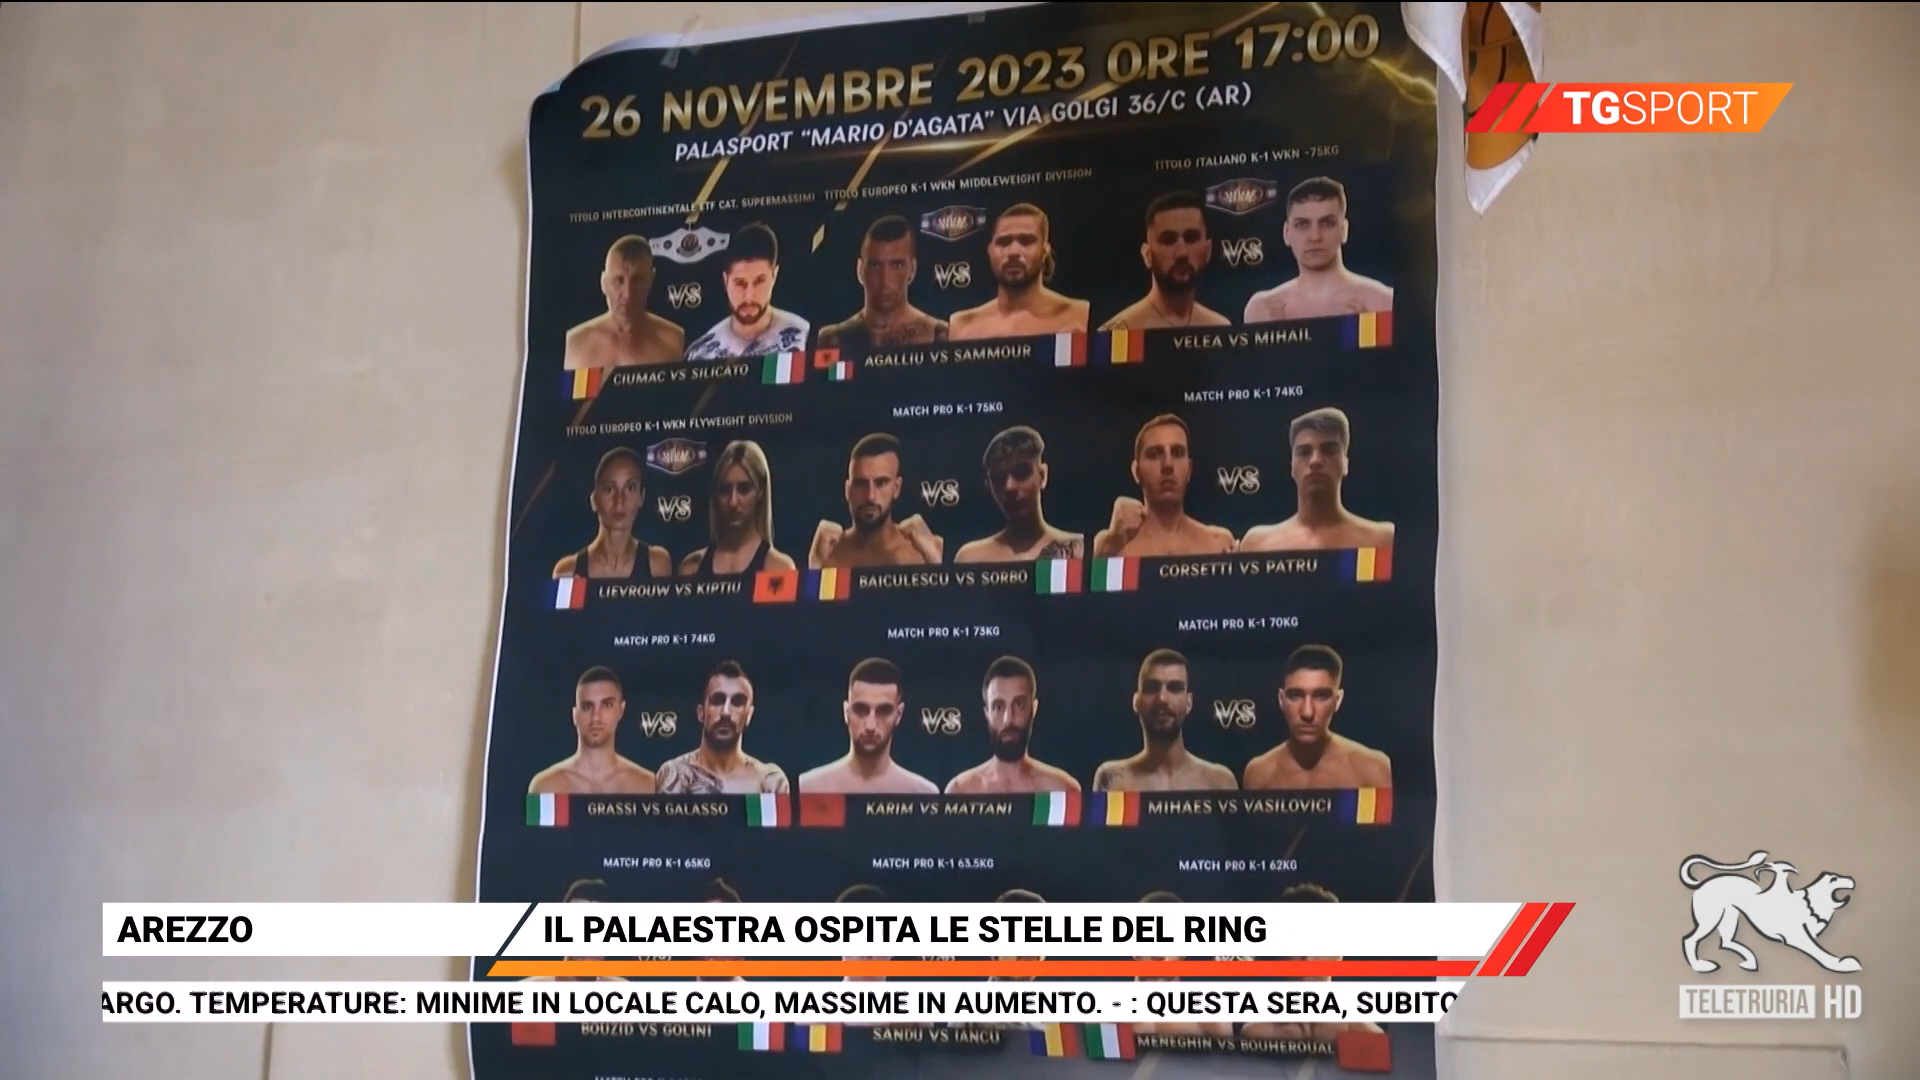 26 NOVEMBRE 2023 ORE 17:00
PALASPORT “MARIO D'AGATA” VIA GOLGI 36/C (AR)
TGSPORT
TITOLO INTERCONTINENTALE ETF CAT. SUPERMASSIMI
TITOLO EUROPEO K-1 WKN MIDDLEWEIGHT DIVISION
TITOLO ITALIANO K-1 WKN -75KG
VS
VS
VS
CIUMAC VS SILICATO
AGALLIU VS SAMMOUR
VELEA VS MIHAIL
TITOLO EUROPEO K-1 WKN FLYWEIGHT DIVISION
MATCH PRO K-1 75KG
MATCH PRO K-1 74KG
VS
VS
VS
LIEVROUW VS KIPTIU
BAICULESCU VS SORBO
CORSETTI VS PATRU
MATCH PRO K-1 74KG
MATCH PRO K-1 73KG
MATCH PRO K-1 70KG
VS
VS
VS
GRASSI VS GALASSO
KARIM VS MATTANI
MIHAES VS VASILOVICI
MATCH PRO K-1 65KG
MATCH PRO K-1 63.5KG
MATCH PRO K-1 62KG
AREZZO
IL PALAESTRA OSPITA LE STELLE DEL RING
ARGO. TEMPERATURE: MINIME IN LOCALE CALO, MASSIME IN AUMENTO. - : QUESTA SERA, SUBITO
BOUZID VS GOLINI
SANDU VS IANCU
MENEGHIN VS BOUHEROUAL
TELETRURIA HD